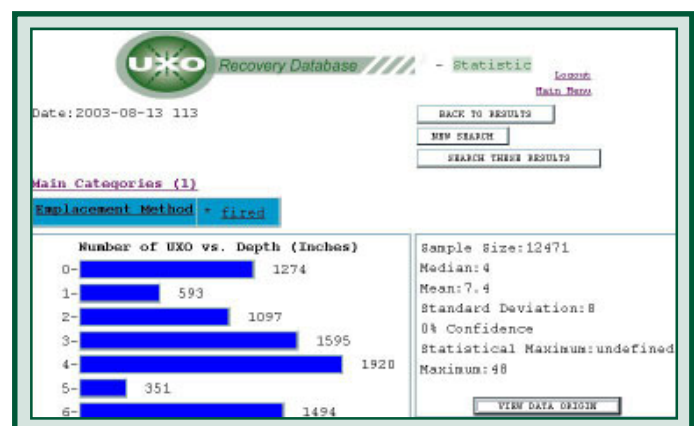 UXO Recovery Database - Statistic
Logout
Main Menu
Date:2003-08-13 113
BACK TO RESULTS
NEW SEARCH
SEARCH THESE RESULTS
Main Categories (1)
Emplacement Method - fired
Number of UXO vs. Depth (Inches)
0- 1274
1- 593
2- 1097
3- 1595
4- 1920
5- 351
6- 1494
Sample Size:12471
Median:4
Mean:7.4
Standard Deviation:8
0% Confidence
Statistical Maximum:undefined
Maximum:48
VIEW DATA ORIGIN